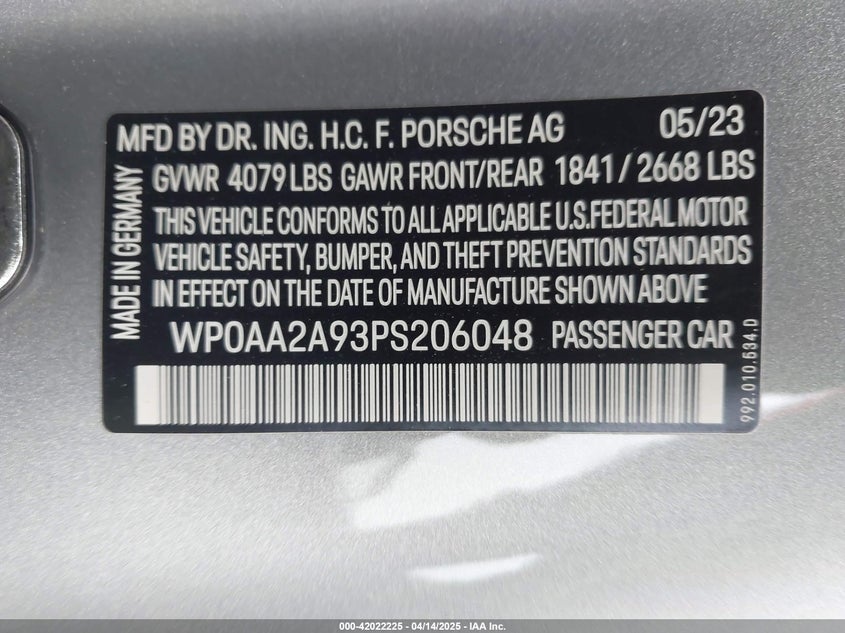 MFD BY DR. ING. H.C. F. PORSCHE AG 05/23
GVWR 4079 LBS GAWR FRONT/REAR 1841 / 2668 LBS
THIS VEHICLE CONFORMS TO ALL APPLICABLE U.S.FEDERAL MOTOR
VEHICLE SAFETY, BUMPER, AND THEFT PREVENTION STANDARDS
IN EFFECT ON THE DATE OF MANUFACTURE SHOWN ABOVE
WP0AA2A93PS206048 PASSENGER CAR
MADE IN GERMANY
992.010.534.D
000-42022225 - 04/14/2025 - IAA Inc.